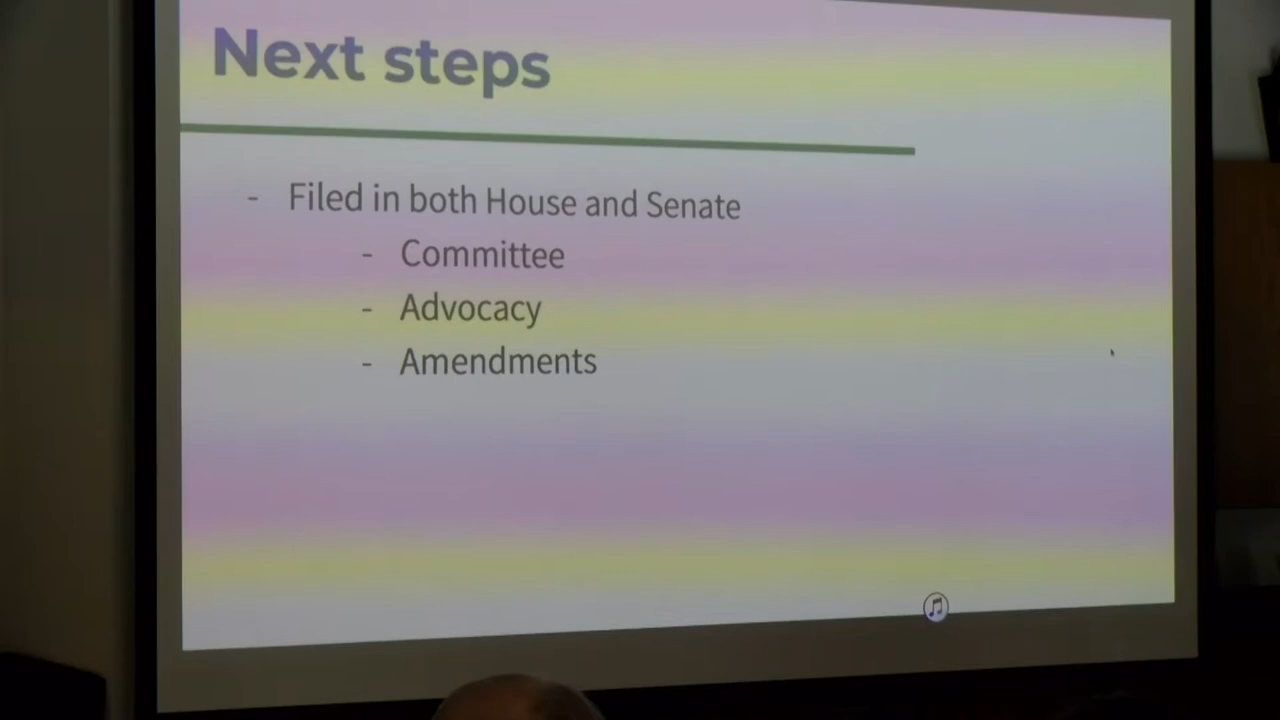 Next steps
- Filed in both House and Senate
- Committee
- Advocacy
- Amendments